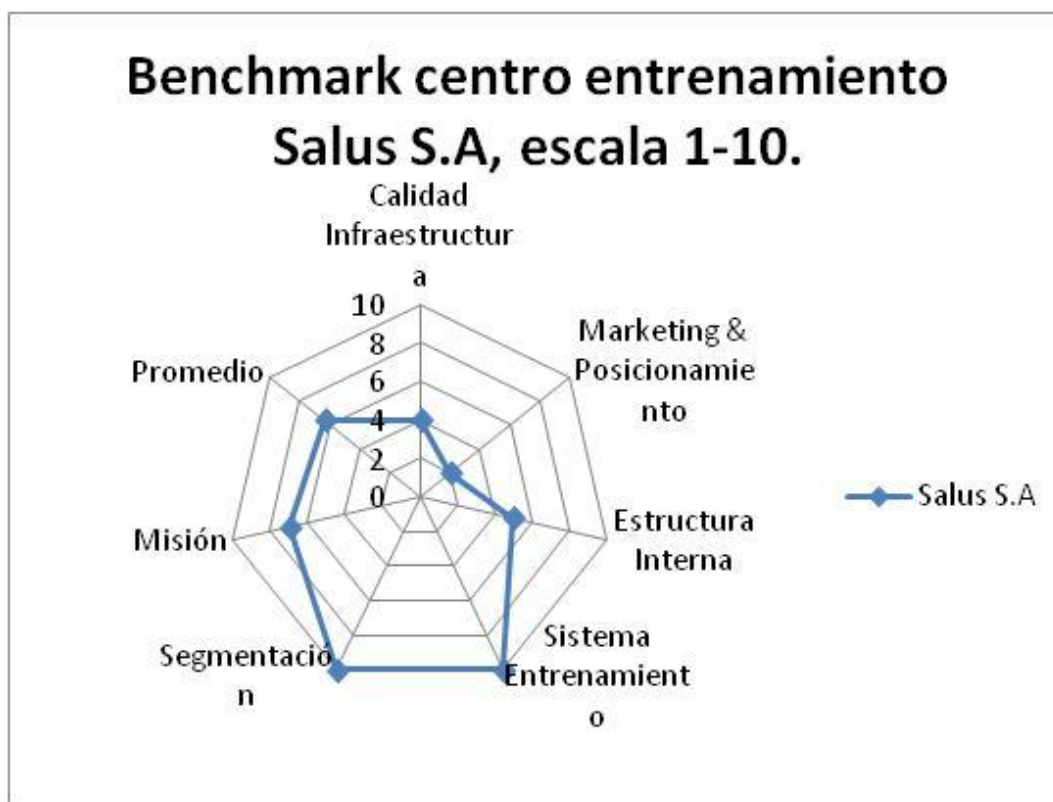 Benchmark centro entrenamiento
Salus S.A, escala 1-10.
Calidad
Infraestructur
a
Marketing &
Posicionamie
nto
Estructura
Interna
Sistema
Entrenamient
o
Segmentació
n
Misión
Promedio
10
8
6
4
2
0
Salus S.A